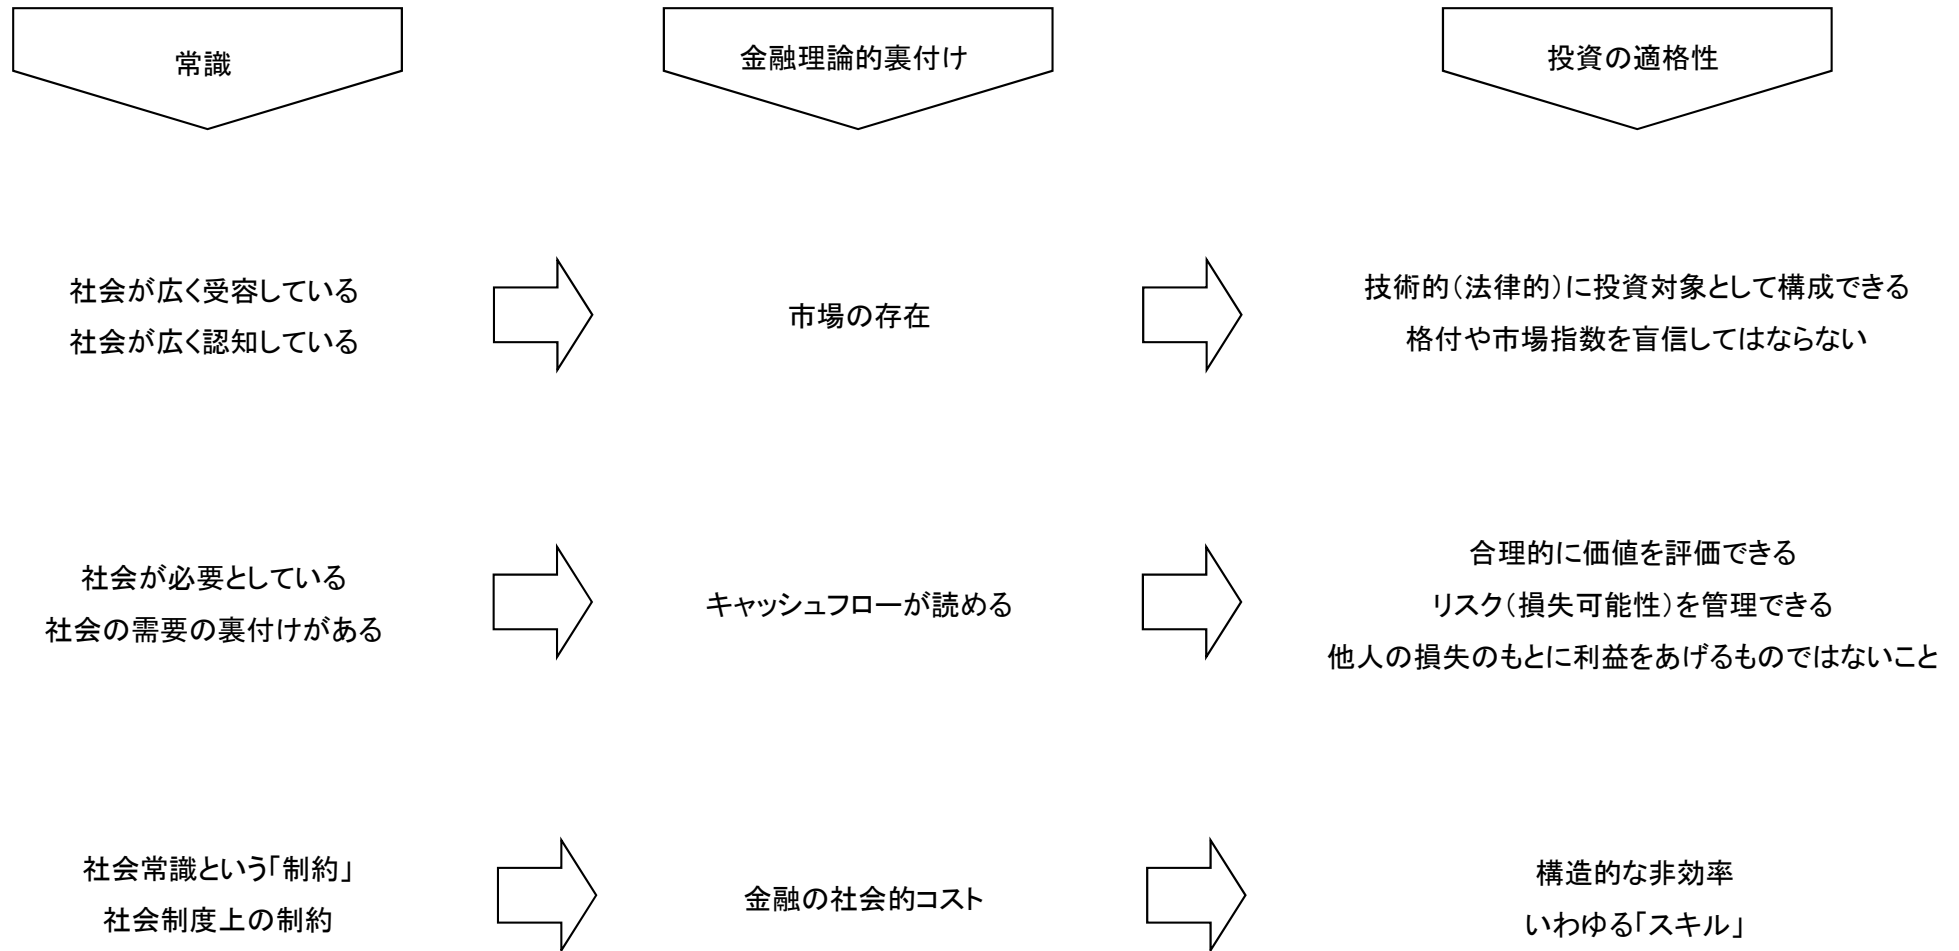 常識
金融理論的裏付け
投資の適格性
社会が広く受容している
社会が広く認知している
市場の存在
技術的（法律的）に投資対象として構成できる
格付や市場指数を盲信してはならない
社会が必要としている
社会の需要の裏付けがある
キャッシュフローが読める
合理的に価値を評価できる
リスク（損失可能性）を管理できる
他人の損失のもとに利益をあげるものではないこと
社会常識という「制約」
社会制度上の制約
金融の社会的コスト
構造的な非効率
いわゆる「スキル」